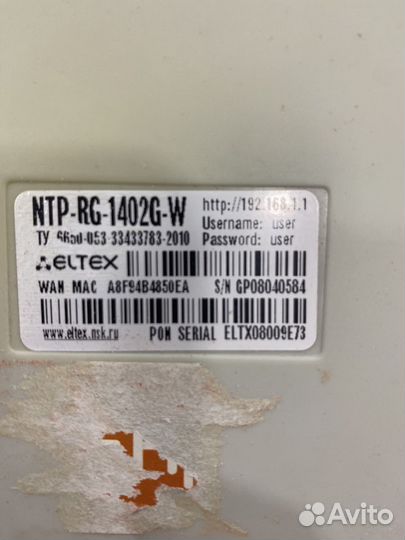 NTP-RG-1402G-W
http://192.168.1.1
Username: user
ТУ 6650-053-33433783-2010
Password: user
ELTEX
WAN MAC A8F94B4850EA
S/N GP08040584
www.eltex.nsk.ru
PON SERIAL ELTX08009E73
Avito